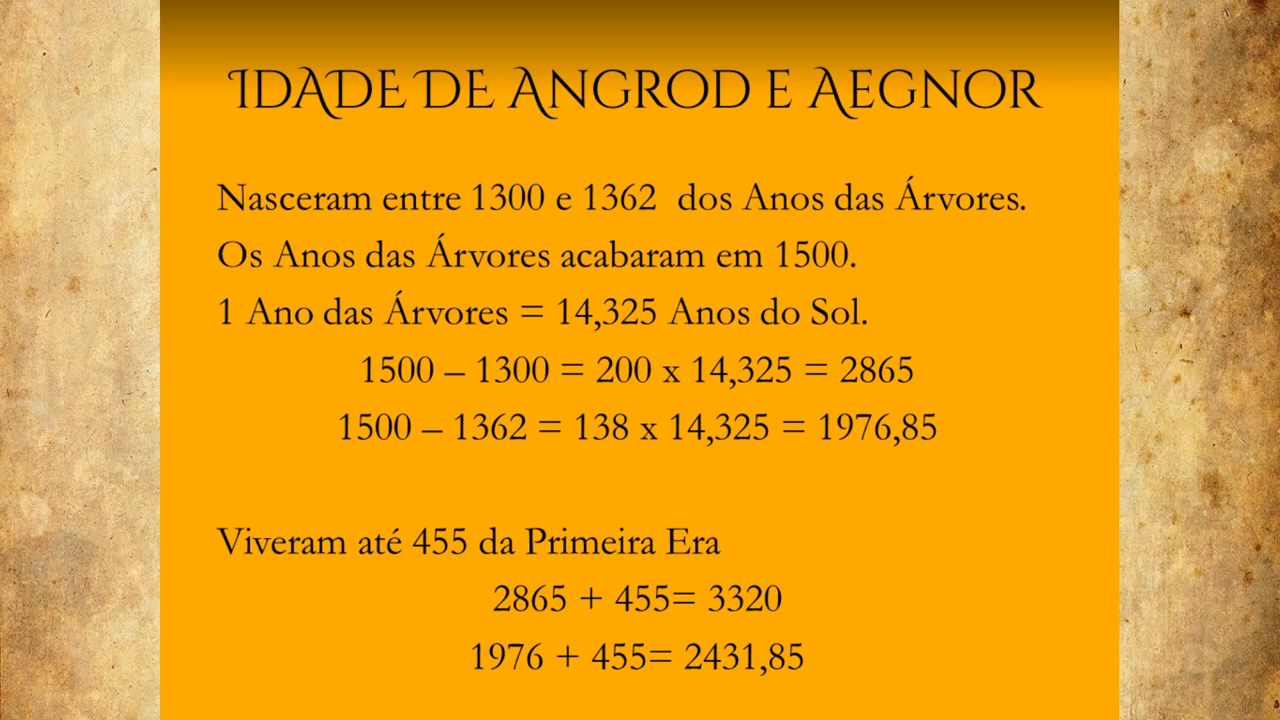 IDADE DE ANGROD E AEGNOR
Nasceram entre 1300 e 1362 dos Anos das Árvores.
Os Anos das Árvores acabaram em 1500.
1 Ano das Árvores = 14,325 Anos do Sol.
1500 – 1300 = 200 x 14,325 = 2865
1500 – 1362 = 138 x 14,325 = 1976,85
Viveram até 455 da Primeira Era
2865 + 455= 3320
1976 + 455= 2431,85